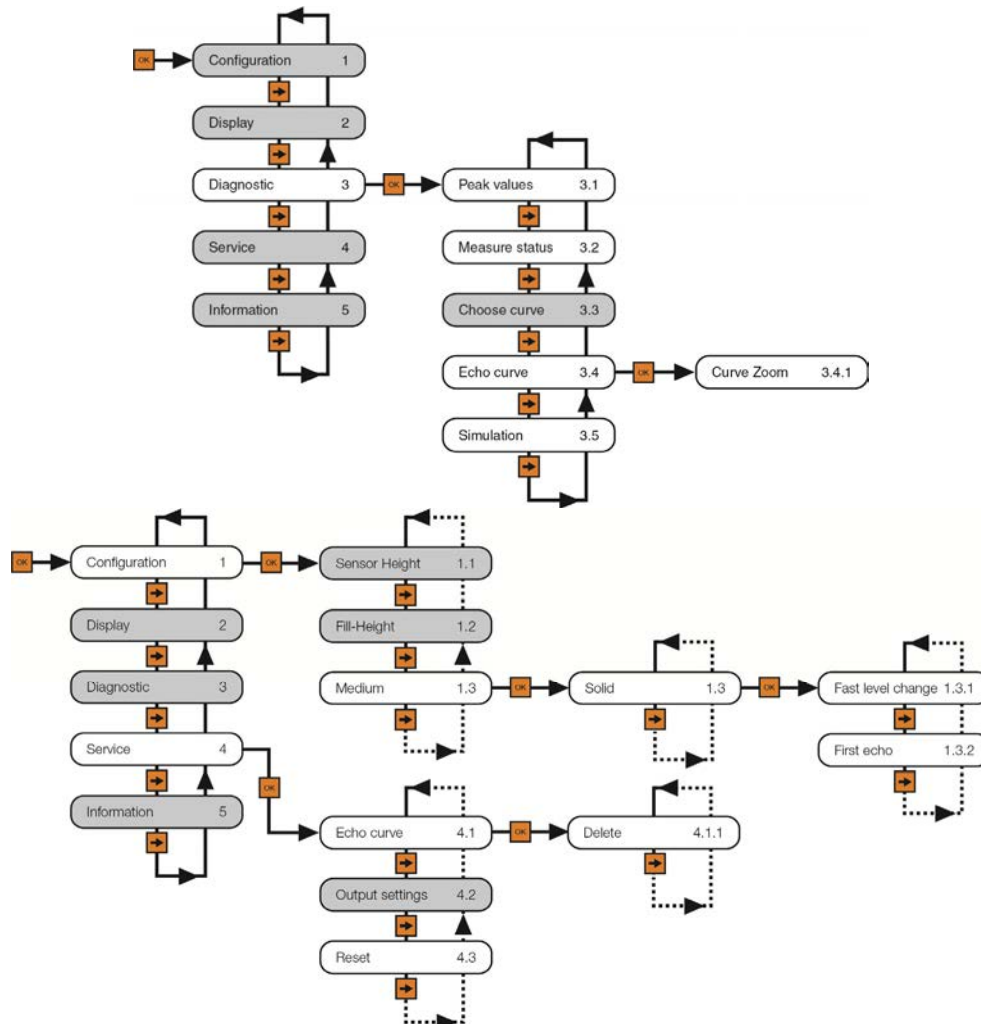 Configuration 1
OK
Display 2
Diagnostic 3
OK
Peak values 3.1
Service 4
Measure status 3.2
Information 5
Choose curve 3.3
Echo curve 3.4
OK
Curve Zoom 3.4.1
Simulation 3.5
OK
Configuration 1
OK
Sensor Height 1.1
Display 2
Fill-Height 1.2
Diagnostic 3
Medium 1.3
OK
Solid 1.3
OK
Fast level change 1.3.1
Service 4
First echo 1.3.2
OK
Information 5
Echo curve 4.1
OK
Delete 4.1.1
Output settings 4.2
Reset 4.3